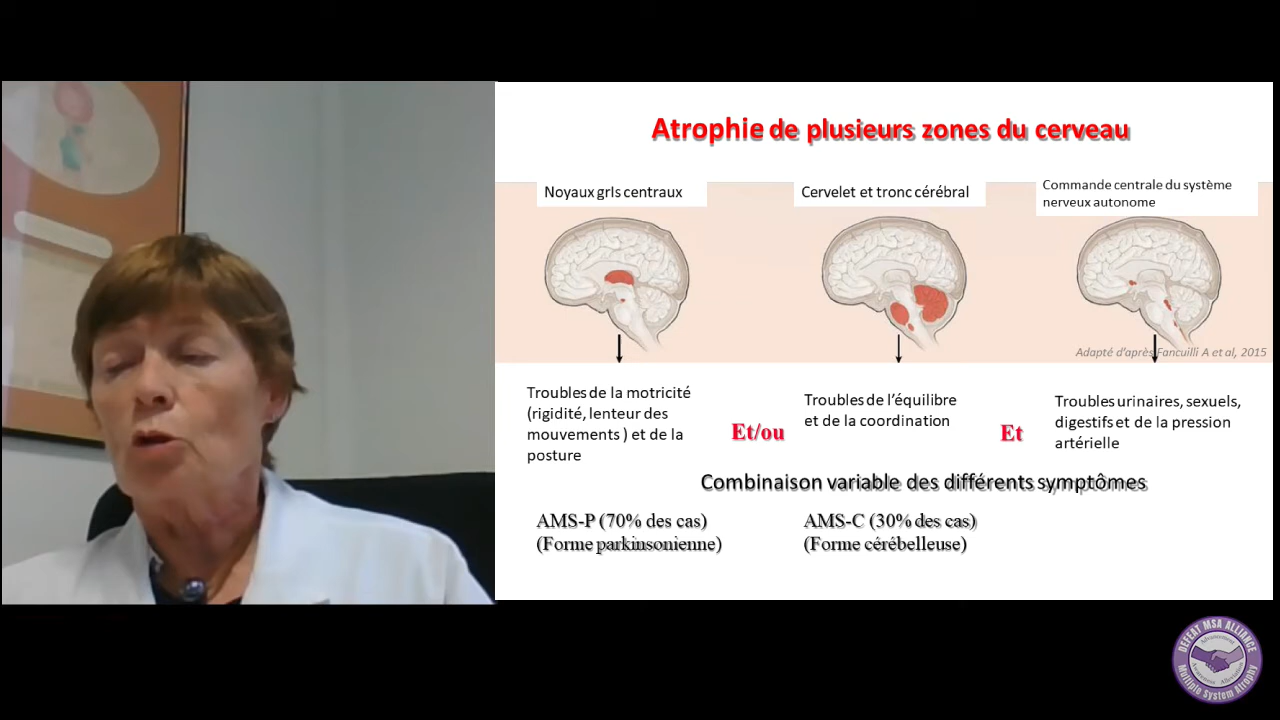 Atrophie de plusieurs zones du cerveau
Noyaux grIs centraux
Cervelet et tronc cérébral
Commande centrale du système
nerveux autonome
Adapté d'après Fancuilli A et al, 2015
Troubles de la motricité
(rigidité, lenteur des
mouvements ) et de la
posture
Et/ou
Troubles de l'équilibre
et de la coordination
Et
Troubles urinaires, sexuels,
digestifs et de la pression
artérielle
Combinaison variable des différents symptômes
AMS-P (70% des cas)
(Forme parkinsonienne)
AMS-C (30% des cas)
(Forme cérébelleuse)
DEFEAT MSA ALLIANCE
Multiple System Atrophy